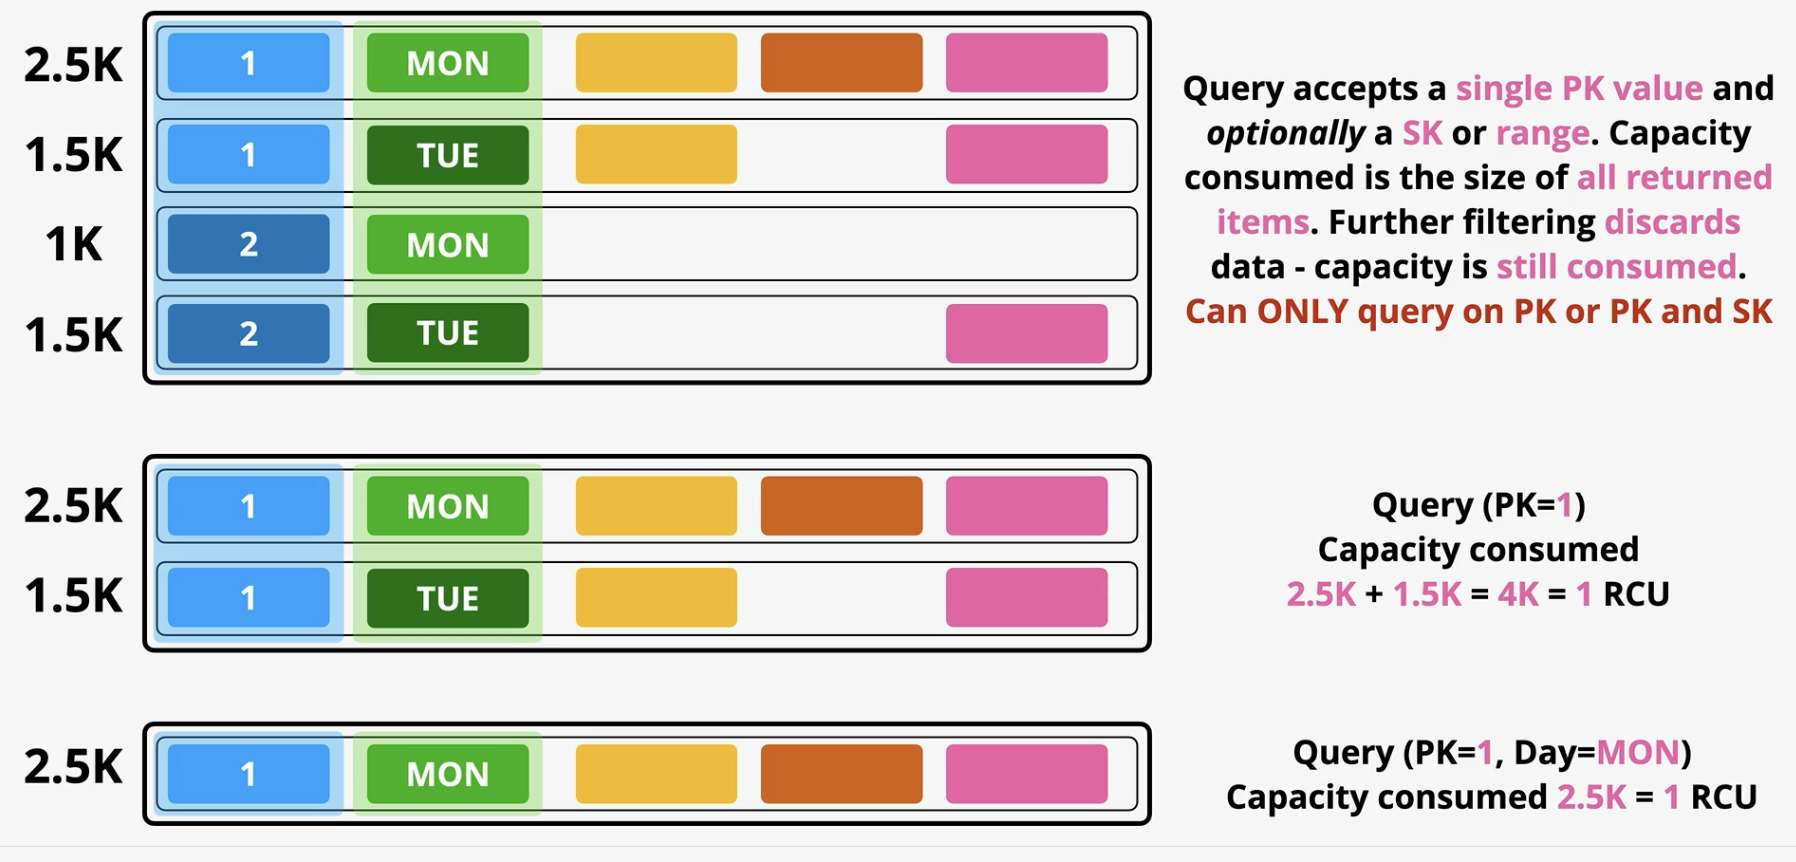 2.5K 1 MON
1.5K 1 TUE
1K 2 MON
1.5K 2 TUE
Query accepts a single PK value and
optionally a SK or range. Capacity
consumed is the size of all returned
items. Further filtering discards
data - capacity is still consumed.
Can ONLY query on PK or PK and SK
2.5K 1 MON
1.5K 1 TUE
Query (PK=1)
Capacity consumed
2.5K + 1.5K = 4K = 1 RCU
2.5K 1 MON
Query (PK=1, Day=MON)
Capacity consumed 2.5K = 1 RCU